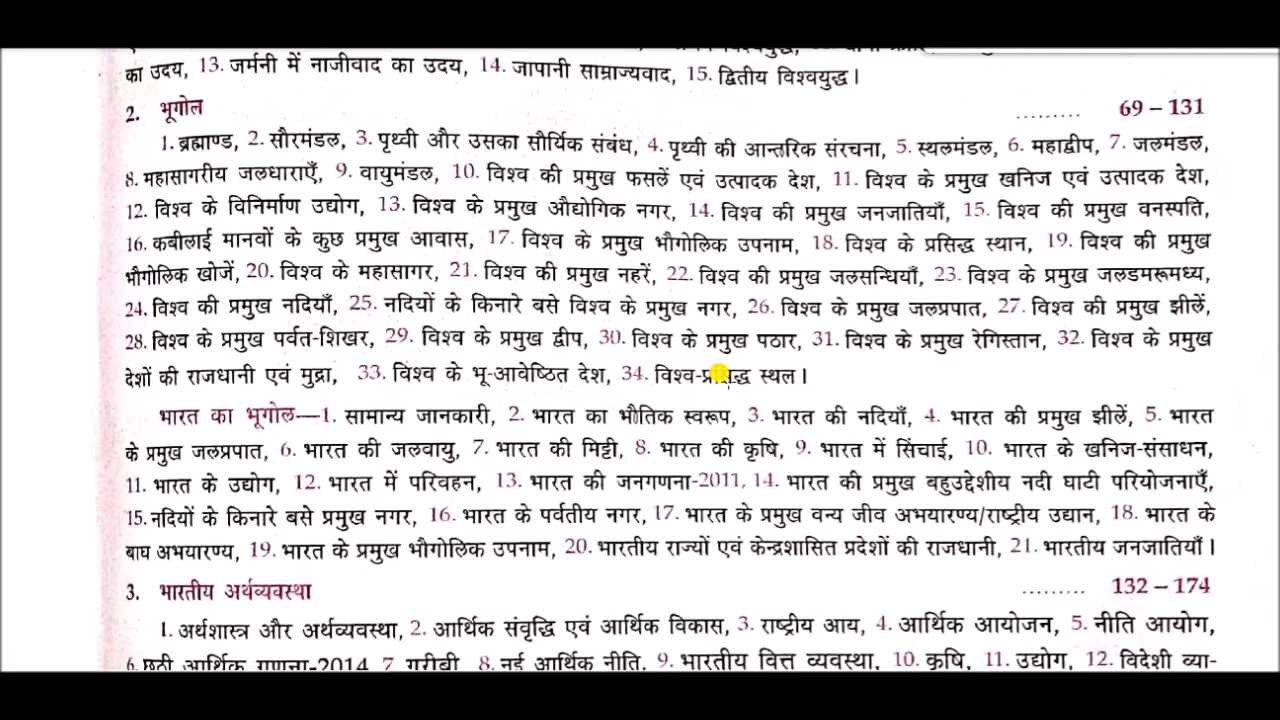 का उदय, 13. जर्मनी में नाजीवाद का उदय, 14. जापानी साम्राज्यवाद, 15. द्वितीय विश्वयुद्ध।
2. भूगोल ......... 69 – 131
1. ब्रह्माण्ड, 2. सौरमंडल, 3. पृथ्वी और उसका सौर्यिक संबंध, 4. पृथ्वी की आन्तरिक संरचना, 5. स्थलमंडल, 6. महाद्वीप, 7. जलमंडल,
8. महासागरीय जलधाराएँ, 9. वायुमंडल, 10. विश्व की प्रमुख फसलें एवं उत्पादक देश, 11. विश्व के प्रमुख खनिज एवं उत्पादक देश,
12. विश्व के विनिर्माण उद्योग, 13. विश्व के प्रमुख औद्योगिक नगर, 14. विश्व की प्रमुख जनजातियाँ, 15. विश्व की प्रमुख वनस्पति,
16. कबीलाई मानवों के कुछ प्रमुख आवास, 17. विश्व के प्रमुख भौगोलिक उपनाम, 18. विश्व के प्रसिद्ध स्थान, 19. विश्व की प्रमुख
भौगोलिक खोजें, 20. विश्व के महासागर, 21. विश्व की प्रमुख नहरें, 22. विश्व की प्रमुख जलसन्धियाँ, 23. विश्व के प्रमुख जलडमरूमध्य,
24. विश्व की प्रमुख नदियाँ, 25. नदियों के किनारे बसे विश्व के प्रमुख नगर, 26. विश्व के प्रमुख जलप्रपात, 27. विश्व की प्रमुख झीलें,
28. विश्व के प्रमुख पर्वत-शिखर, 29. विश्व के प्रमुख द्वीप, 30. विश्व के प्रमुख पठार, 31. विश्व के प्रमुख रेगिस्तान, 32. विश्व के प्रमुख
देशों की राजधानी एवं मुद्रा, 33. विश्व के भू-आवेष्ठित देश, 34. विश्व-प्रसिद्ध स्थल।
भारत का भूगोल—1. सामान्य जानकारी, 2. भारत का भौतिक स्वरूप, 3. भारत की नदियाँ, 4. भारत की प्रमुख झीलें, 5. भारत
के प्रमुख जलप्रपात, 6. भारत की जलवायु, 7. भारत की मिट्टी, 8. भारत की कृषि, 9. भारत में सिंचाई, 10. भारत के खनिज-संसाधन,
11. भारत के उद्योग, 12. भारत में परिवहन, 13. भारत की जनगणना-2011, 14. भारत की प्रमुख बहुउद्देशीय नदी घाटी परियोजनाएँ,
15. नदियों के किनारे बसे प्रमुख नगर, 16. भारत के पर्वतीय नगर, 17. भारत के प्रमुख वन्य जीव अभयारण्य/राष्ट्रीय उद्यान, 18. भारत के
बाघ अभयारण्य, 19. भारत के प्रमुख भौगोलिक उपनाम, 20. भारतीय राज्यों एवं केन्द्रशासित प्रदेशों की राजधानी, 21. भारतीय जनजातियाँ।
3. भारतीय अर्थव्यवस्था ......... 132 – 174
1. अर्थशास्त्र और अर्थव्यवस्था, 2. आर्थिक संवृद्धि एवं आर्थिक विकास, 3. राष्ट्रीय आय, 4. आर्थिक आयोजन, 5. नीति आयोग,
6. छठी आर्थिक गणना-2014, 7. गरीबी, 8. नई आर्थिक नीति, 9. भारतीय वित्त व्यवस्था, 10. कृषि, 11. उद्योग, 12. विदेशी व्या-